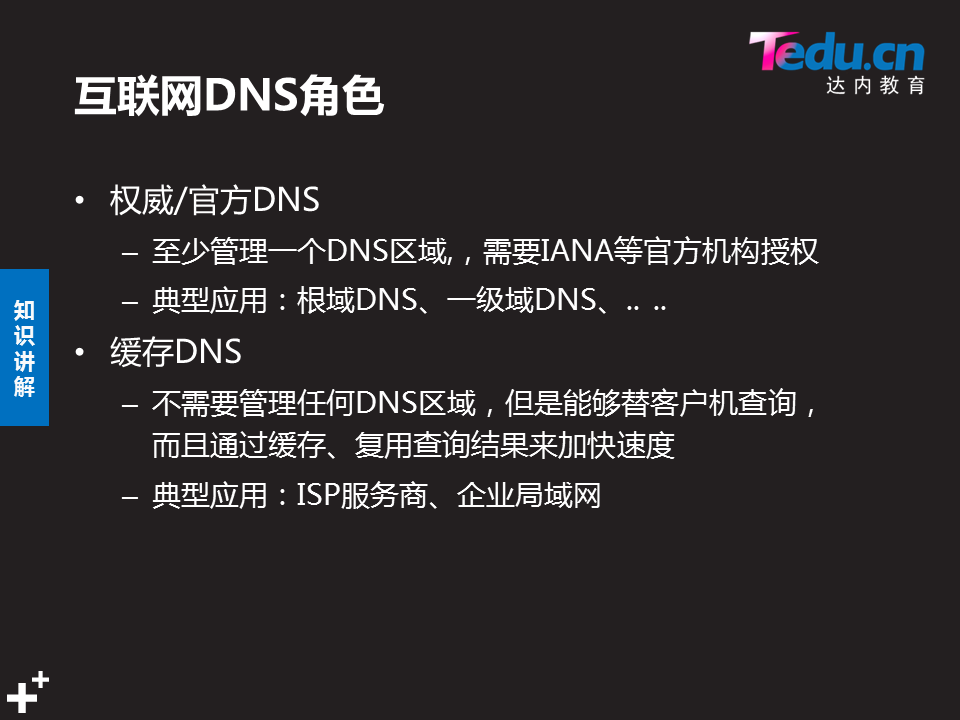 Tedu.cn
达内教育
互联网DNS角色
• 权威/官方DNS
– 至少管理一个DNS区域,，需要IANA等官方机构授权
– 典型应用：根域DNS、一级域DNS、.. ..
• 缓存DNS
– 不需要管理任何DNS区域，但是能够替客户机查询，
而且通过缓存、复用查询结果来加快速度
– 典型应用：ISP服务商、企业局域网
知
识
讲
解